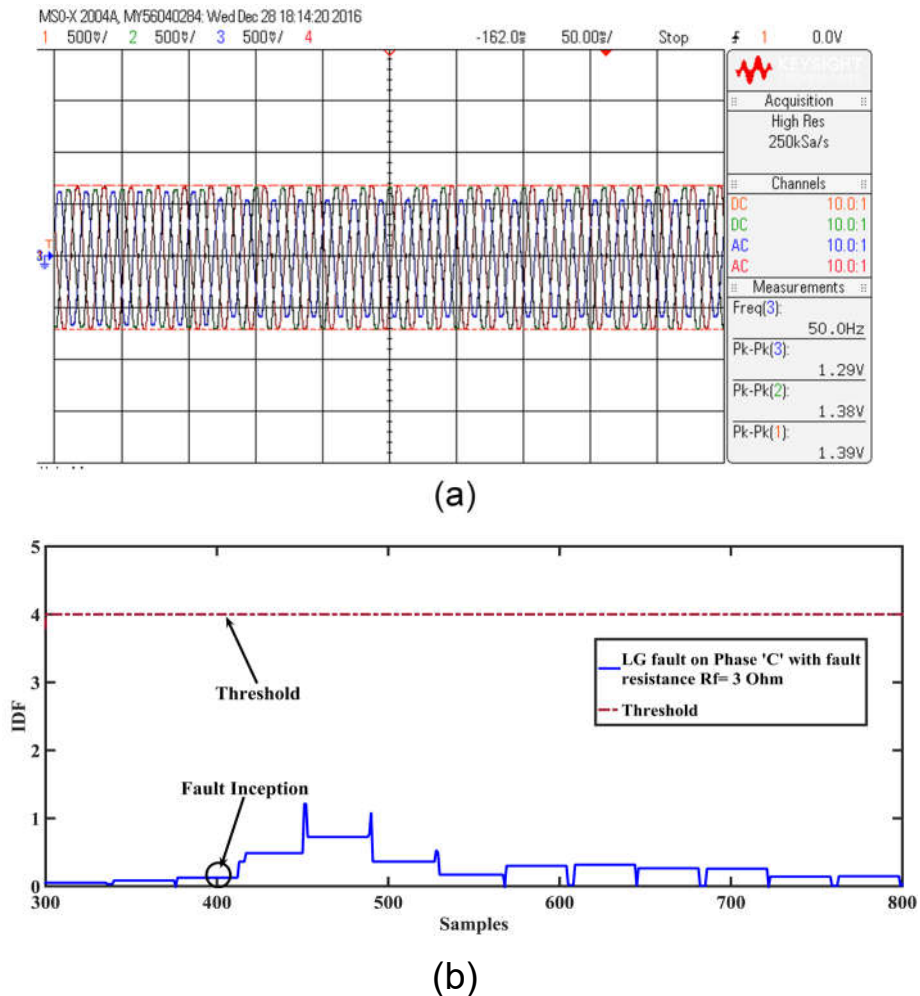 MSO-X 2004A, MY56040284: Wed Dec 28 18:14:20 2016
1 500mV/ 2 500mV/ 3 500mV/ 4 -162.0ms 50.00ms/ Stop 1 0.0V
KEYSIGHT
Acquisition
High Res
250kSa/s
Channels
DC 10.0:1
DC 10.0:1
AC 10.0:1
AC 10.0:1
Measurements
Freq(3):
50.0Hz
Pk-Pk(3):
1.29V
Pk-Pk(2):
1.38V
Pk-Pk(1):
1.39V
T
3
(a)
5
4
3
2
1
0
IDF
Threshold
Fault Inception
LG fault on Phase 'C' with fault
resistance Rf= 3 Ohm
Threshold
300 400 500 600 700 800
Samples
(b)